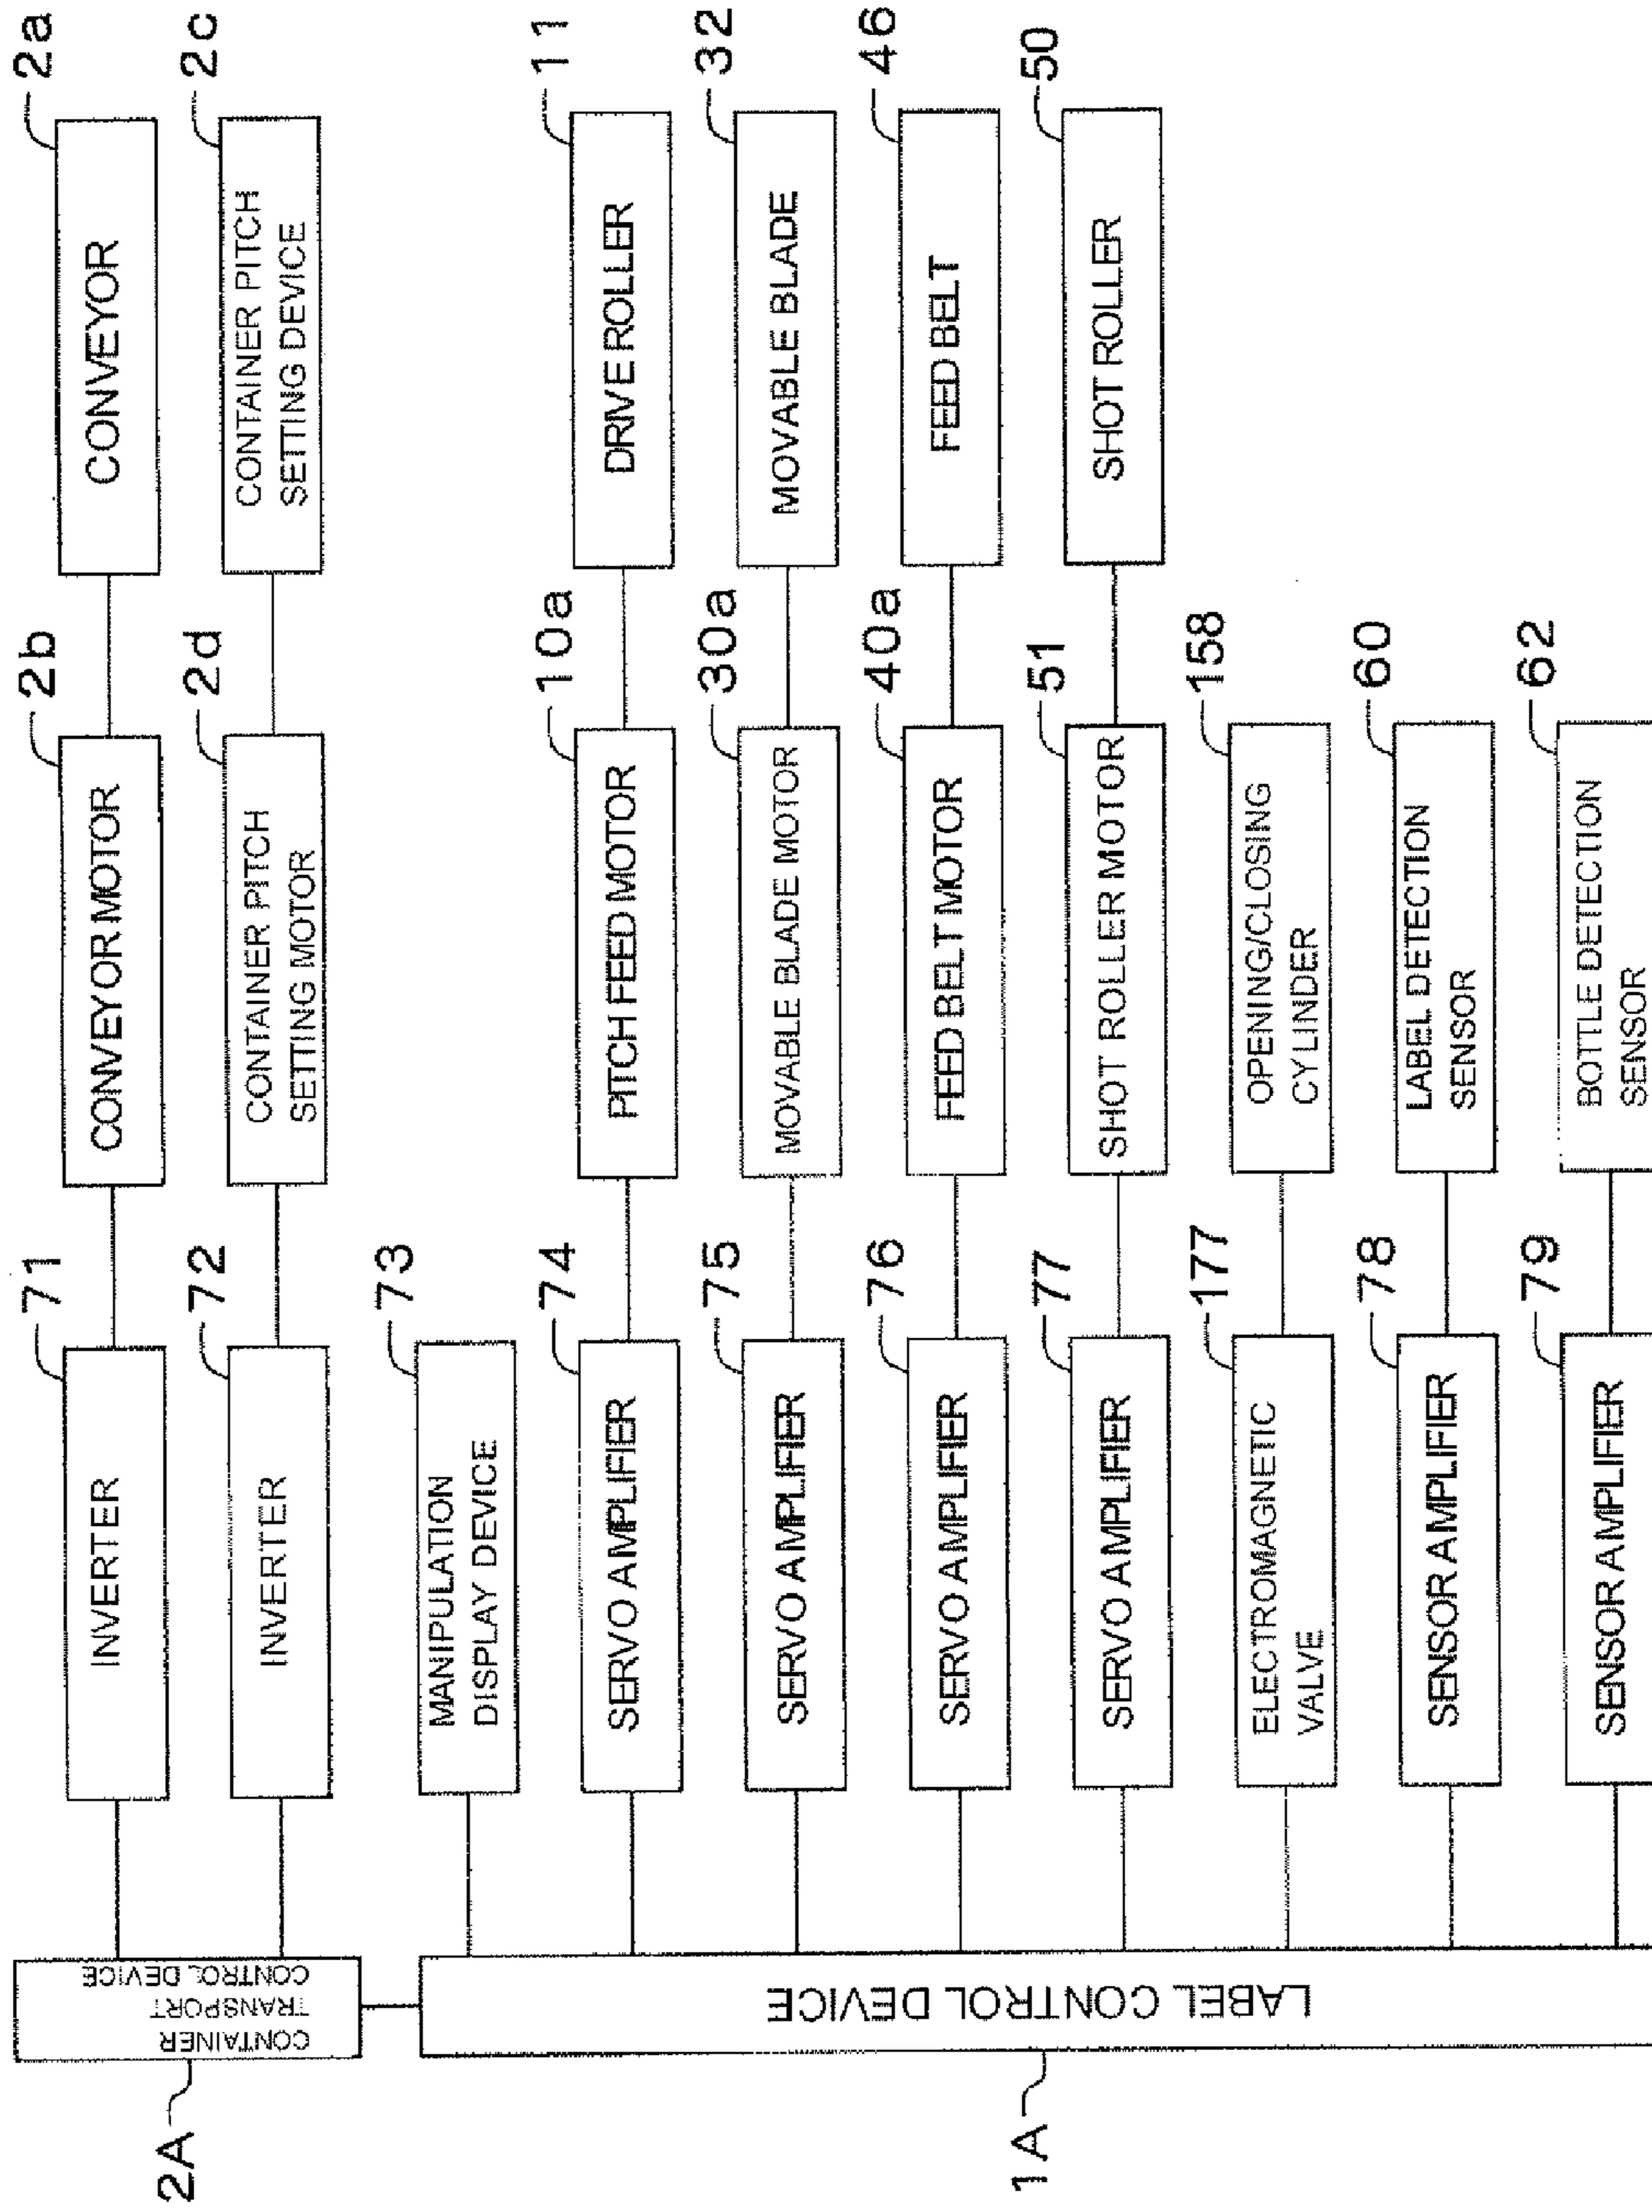 2A
CONTAINER
TRANSPORT
CONTROL DEVICE
71
INVERTER
2b
CONVEYOR MOTOR
2a
CONVEYOR
72
INVERTER
2d
CONTAINER PITCH
SETTING MOTOR
2c
CONTAINER PITCH
SETTING DEVICE
1A
LABEL CONTROL DEVICE
73
MANIPULATION
DISPLAY DEVICE
74
SERVO AMPLIFIER
10a
PITCH FEED MOTOR
11
DRIVE ROLLER
75
SERVO AMPLIFIER
30a
MOVABLE BLADE MOTOR
32
MOVABLE BLADE
76
SERVO AMPLIFIER
40a
FEED BELT MOTOR
46
FEED BELT
77
SERVO AMPLIFIER
51
SHOT ROLLER MOTOR
50
SHOT ROLLER
177
ELECTROMAGNETIC
VALVE
158
OPENING/CLOSING
CYLINDER
78
SENSOR AMPLIFIER
60
LABEL DETECTION
SENSOR
79
SENSOR AMPLIFIER
62
BOTTLE DETECTION
SENSOR